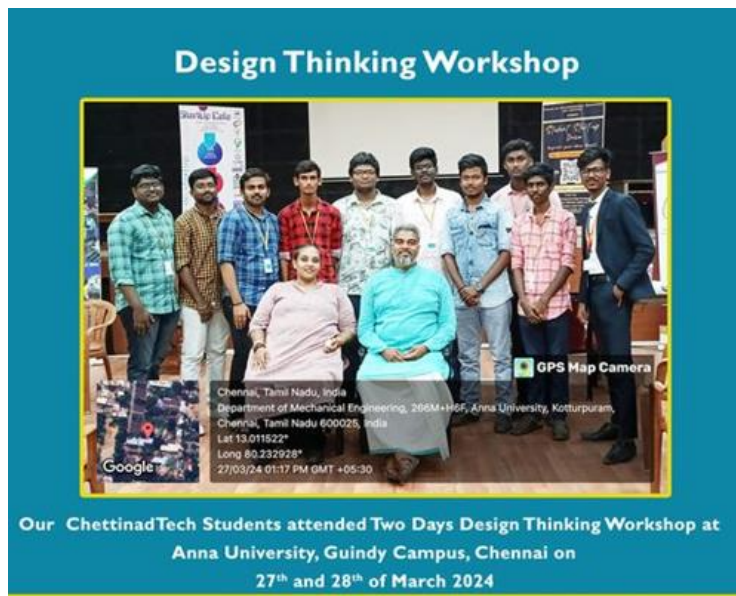 Design Thinking Workshop
StartUp Cafe
GPS Map Camera
Chennai, Tamil Nadu, India
Department of Mechanical Engineering, 266M+H6F, Anna University, Kotturpuram,
Chennai, Tamil Nadu 600025, India
Lat 13.011522°
Long 80.232928°
27/03/24 01:17 PM GMT +05:30
Google
Our ChettinadTech Students attended Two Days Design Thinking Workshop at
Anna University, Guindy Campus, Chennai on
27th and 28th of March 2024